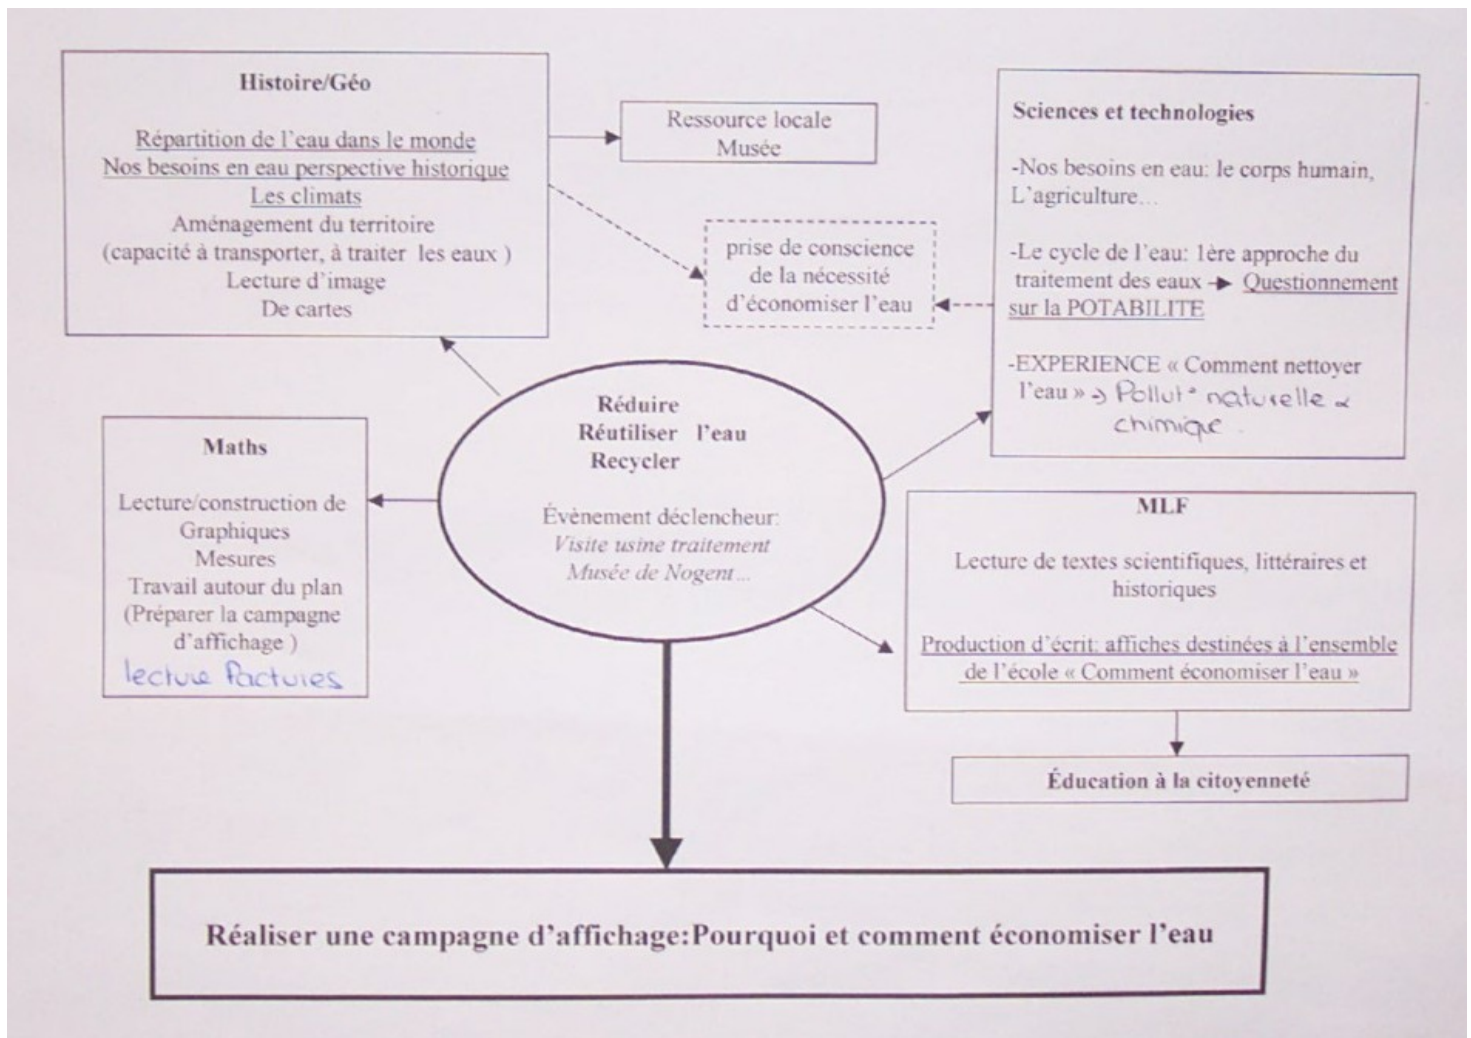 Histoire/Géo
Répartition de l'eau dans le monde
Nos besoins en eau perspective historique
Les climats
Aménagement du territoire
(capacité à transporter, à traiter les eaux )
Lecture d'image
De cartes
Ressource locale
Musée
prise de conscience
de la nécessité
d'économiser l'eau
Sciences et technologies
-Nos besoins en eau: le corps humain,
L'agriculture...
-Le cycle de l'eau: 1ère approche du
traitement des eaux → Questionnement
sur la POTABILITE
-EXPERIENCE « Comment nettoyer
l'eau » → Pollut° naturelle &
chimique.
Réduire
Réutiliser l'eau
Recycler
Évènement déclencheur:
Visite usine traitement
Musée de Nogent...
Maths
Lecture/construction de
Graphiques
Mesures
Travail autour du plan
(Préparer la campagne
d'affichage )
lecture factures
MLF
Lecture de textes scientifiques, littéraires et
historiques
Production d'écrit: affiches destinées à l'ensemble
de l'école « Comment économiser l'eau »
Éducation à la citoyenneté
Réaliser une campagne d'affichage:Pourquoi et comment économiser l'eau